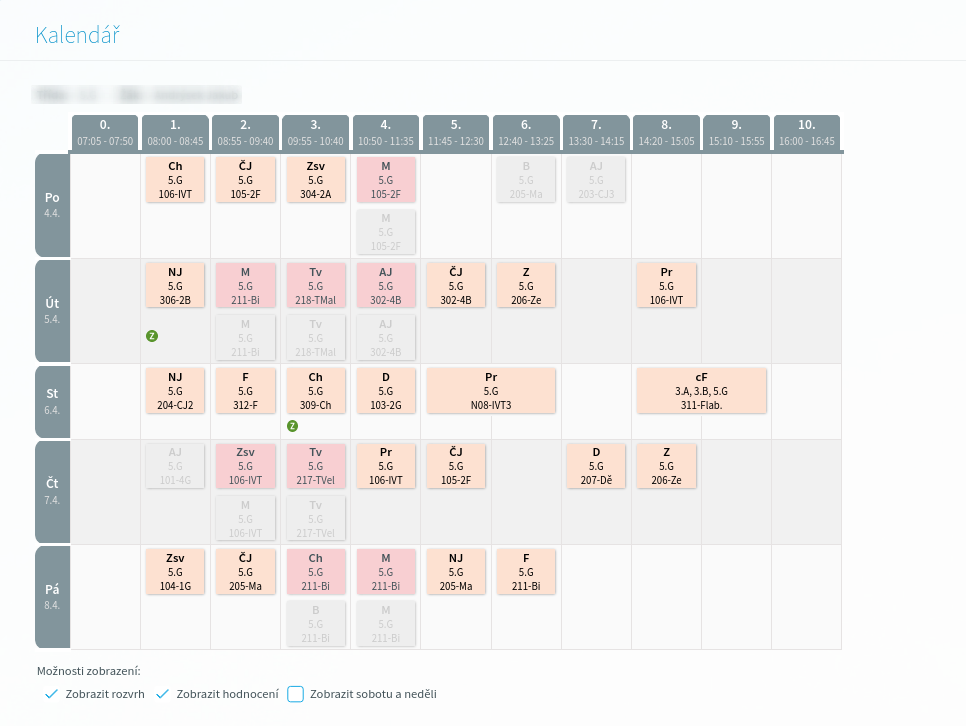 Kalendář
0. 1. 2. 3. 4. 5. 6. 7. 8. 9. 10.
07:05 - 07:50 08:00 - 08:45 08:55 - 09:40 09:55 - 10:40 10:50 - 11:35 11:45 - 12:30 12:40 - 13:25 13:30 - 14:15 14:20 - 15:05 15:10 - 15:55 16:00 - 16:45
Po
4.4.
Ch ČJ Zsv M B AJ
5.G 5.G 5.G 5.G 5.G 5.G
106-IVT 105-2F 304-2A 105-2F 205-Ma 203-CJ3
M
5.G
105-2F
Út
5.4.
NJ M Tv AJ ČJ Z Pr
5.G 5.G 5.G 5.G 5.G 5.G 5.G
306-2B 211-Bi 218-TMal 302-4B 302-4B 206-Ze 106-IVT
M Tv AJ
5.G 5.G 5.G
Z
211-Bi 218-TMal 302-4B
St
6.4.
NJ F Ch D Pr cF
5.G 5.G 5.G 5.G 5.G 3.A, 3.B, 5.G
204-CJ2 312-F 309-Ch 103-2G N08-IVT3 311-Flab.
Z
Čt
7.4.
AJ Zsv Tv Pr ČJ D Z
5.G 5.G 5.G 5.G 5.G 5.G 5.G
101-4G 106-IVT 217-TVel 106-IVT 105-2F 207-Dě 206-Ze
M Tv
5.G 5.G
106-IVT 217-TVel
Pá
8.4.
Zsv ČJ Ch M NJ F
5.G 5.G 5.G 5.G 5.G 5.G
104-1G 205-Ma 211-Bi 211-Bi 205-Ma 211-Bi
B M
5.G 5.G
211-Bi 211-Bi
Možnosti zobrazení:
Zobrazit rozvrh Zobrazit hodnocení Zobrazit sobotu a neděli